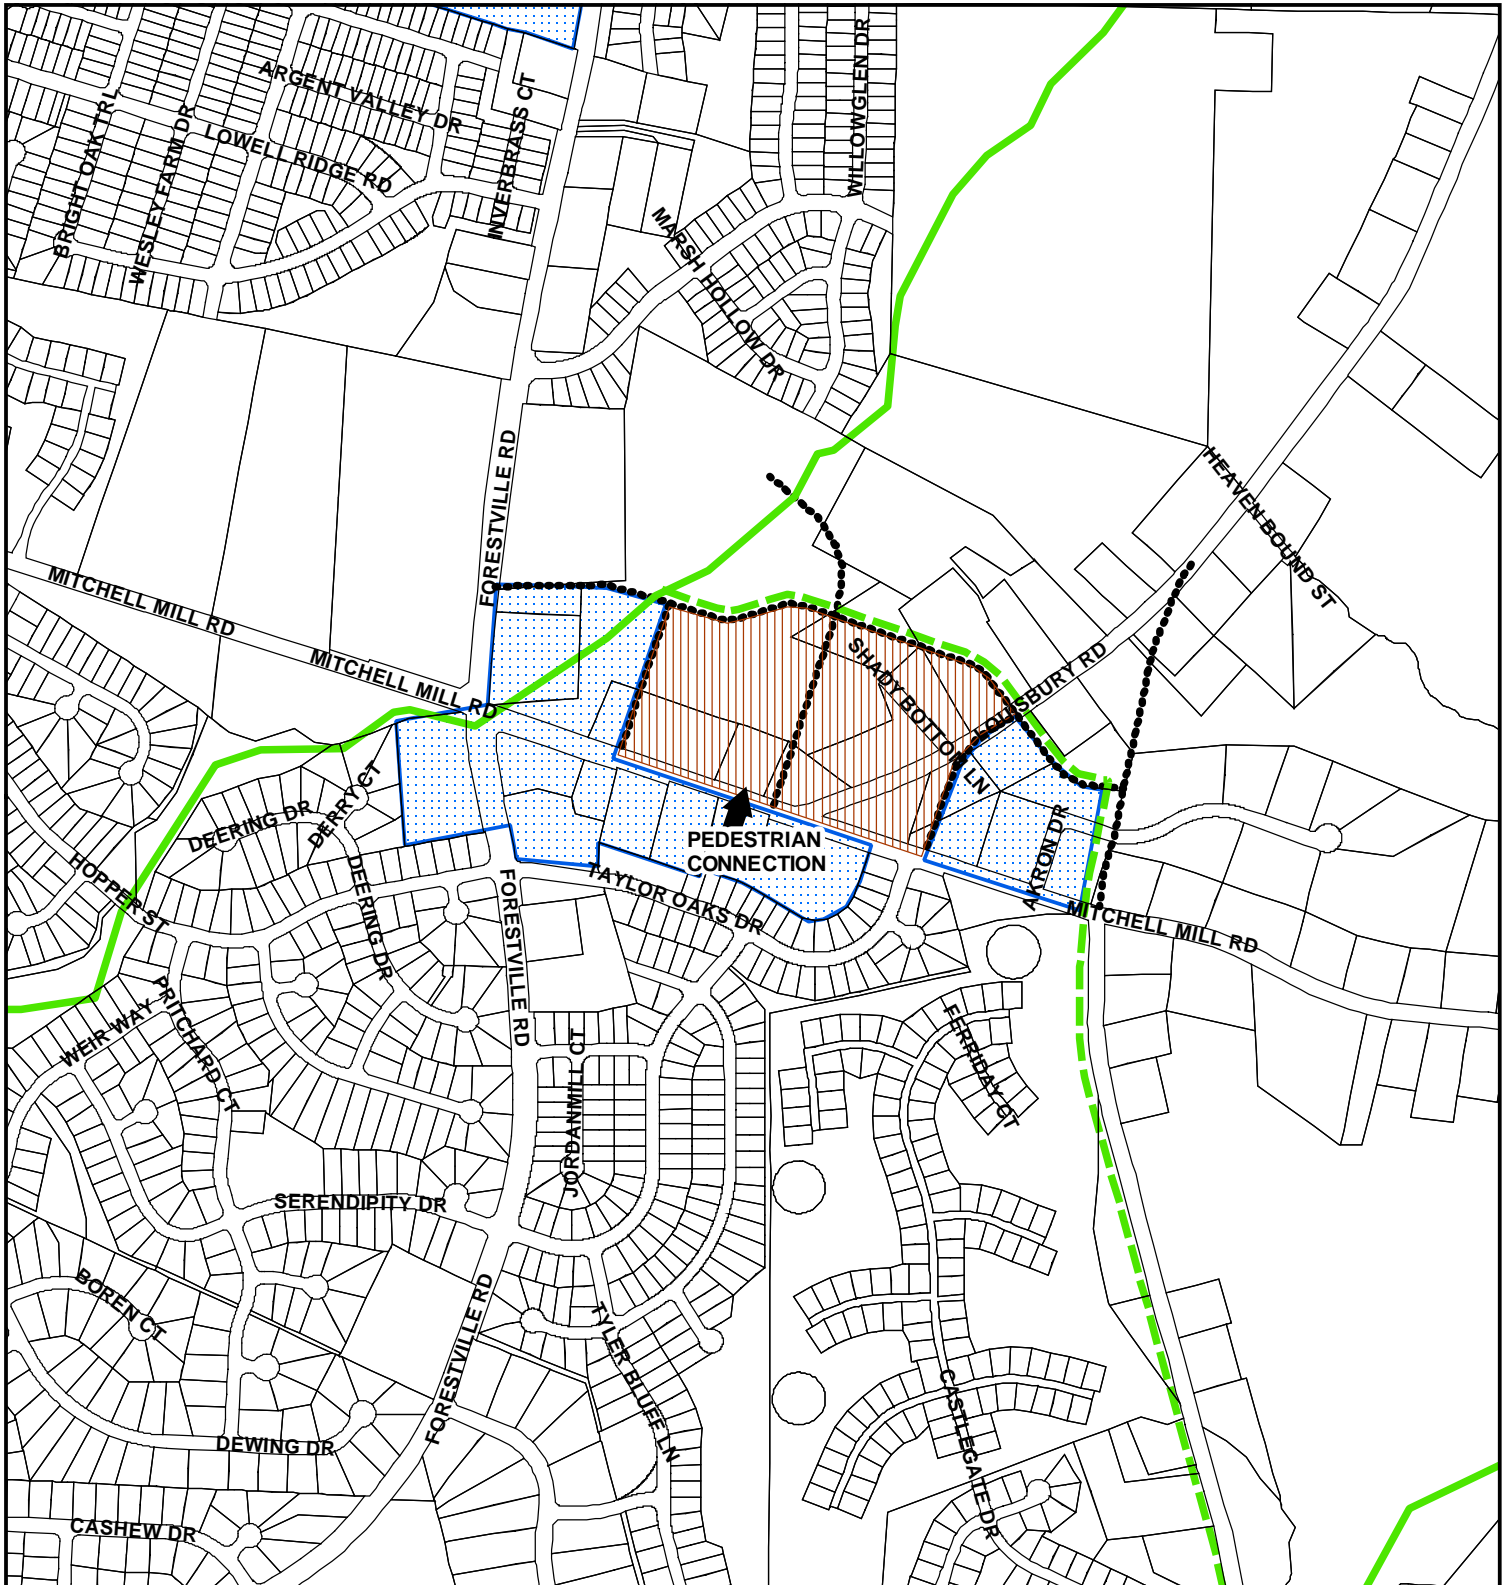 ARGENT VALLEY DR
WILLOWGLEN DR
INVERBRASS CT
BRIGHT OAK TRL
WESLEY FARM DR
LOWELL RIDGE RD
MARSH HOLLOW DR
FORESTVILLE RD
HEAVEN BOUND ST
MITCHELL MILL RD
MITCHELL MILL RD
SHADY BOTTOM LN
LOUISBURY RD
DERRY CT
DEERING DR
PEDESTRIAN
CONNECTION
AKRON DR
HOPPER ST
DEERING DR
TAYLOR OAKS DR
MITCHELL MILL RD
FORESTVILLE RD
WEIR WAY
PRITCHARD CT
JORDANMILL CT
FERRIDAY CT
SERENDIPITY DR
BOREN CT
FORESTVILLE RD
TYLER BLUFF LN
CASTLEGATE DR
DEWING DR
CASHEW DR